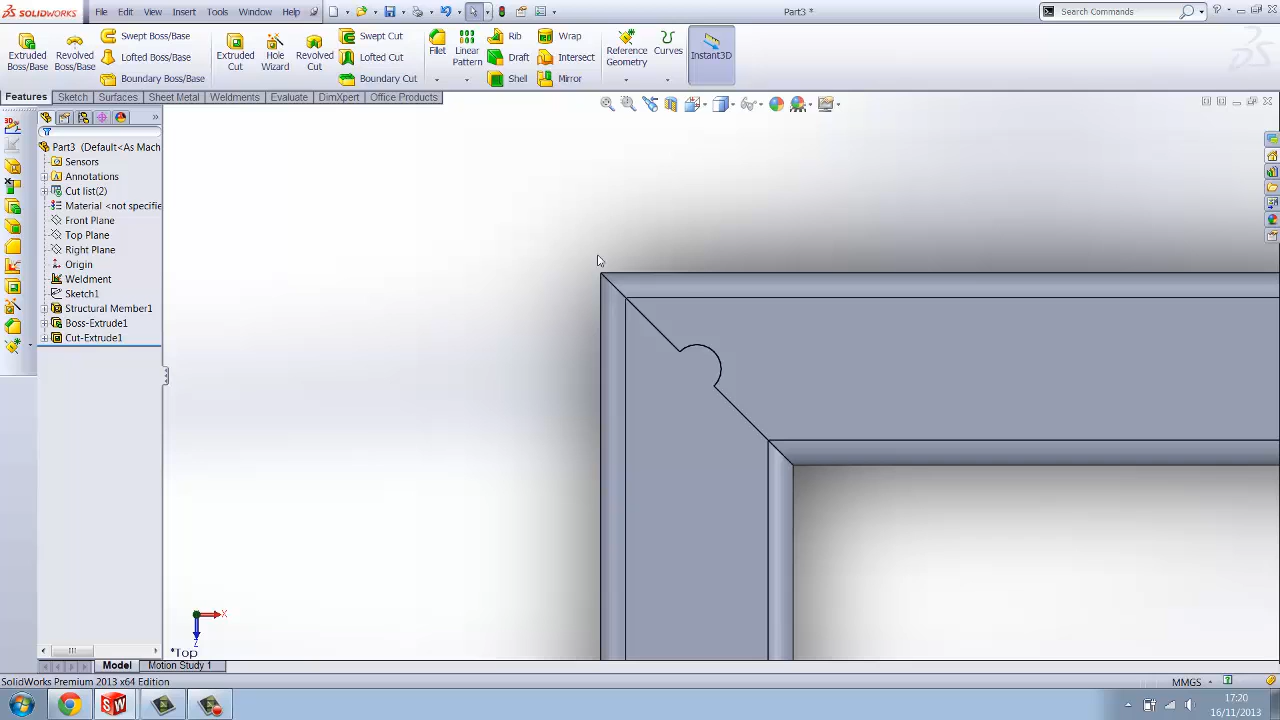 SOLIDWORKS File Edit View Insert Tools Window Help Part3 * Search Commands
Extruded Boss/Base
Revolved Boss/Base
Swept Boss/Base
Lofted Boss/Base
Boundary Boss/Base
Extruded Cut
Hole Wizard
Revolved Cut
Swept Cut
Lofted Cut
Boundary Cut
Fillet
Linear Pattern
Rib
Draft
Shell
Wrap
Intersect
Mirror
Reference Geometry
Curves
Instant3D
Features Sketch Surfaces Sheet Metal Weldments Evaluate DimXpert Office Products
Part3 (Default<As Mach
Sensors
Annotations
Cut list(2)
Material <not specifie
Front Plane
Top Plane
Right Plane
Origin
Weldment
Sketch1
Structural Member1
Boss-Extrude1
Cut-Extrude1
X
Z
*Top
Model Motion Study 1
SolidWorks Premium 2013 x64 Edition MMGS
17:20
16/11/2013